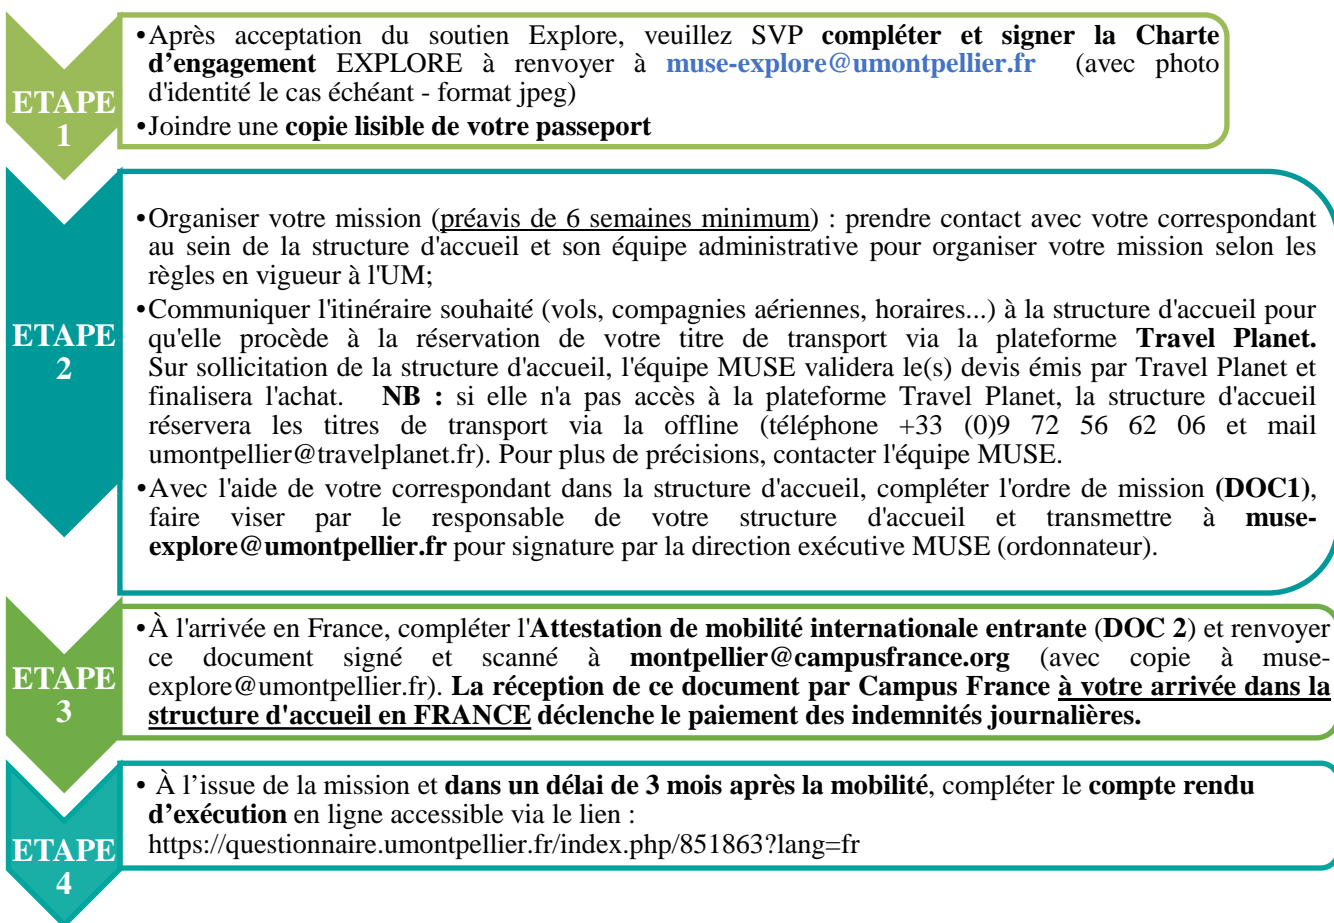 ETAPE
1
•Après acceptation du soutien Explore, veuillez SVP compléter et signer la Charte
d’engagement EXPLORE à renvoyer à muse-explore@umontpellier.fr (avec photo
d'identité le cas échéant - format jpeg)
•Joindre une copie lisible de votre passeport
ETAPE
2
•Organiser votre mission (préavis de 6 semaines minimum) : prendre contact avec votre correspondant
au sein de la structure d'accueil et son équipe administrative pour organiser votre mission selon les
règles en vigueur à l'UM;
•Communiquer l'itinéraire souhaité (vols, compagnies aériennes, horaires...) à la structure d'accueil pour
qu'elle procède à la réservation de votre titre de transport via la plateforme Travel Planet.
Sur sollicitation de la structure d'accueil, l'équipe MUSE validera le(s) devis émis par Travel Planet et
finalisera l'achat. NB : si elle n'a pas accès à la plateforme Travel Planet, la structure d'accueil
réservera les titres de transport via la offline (téléphone +33 (0)9 72 56 62 06 et mail
umontpellier@travelplanet.fr). Pour plus de précisions, contacter l'équipe MUSE.
•Avec l'aide de votre correspondant dans la structure d'accueil, compléter l'ordre de mission (DOC1),
faire viser par le responsable de votre structure d'accueil et transmettre à muse-
explore@umontpellier.fr pour signature par la direction exécutive MUSE (ordonnateur).
ETAPE
3
•À l'arrivée en France, compléter l'Attestation de mobilité internationale entrante (DOC 2) et renvoyer
ce document signé et scanné à montpellier@campusfrance.org (avec copie à muse-
explore@umontpellier.fr). La réception de ce document par Campus France à votre arrivée dans la
structure d'accueil en FRANCE déclenche le paiement des indemnités journalières.
ETAPE
4
• À l’issue de la mission et dans un délai de 3 mois après la mobilité, compléter le compte rendu
d’exécution en ligne accessible via le lien :
https://questionnaire.umontpellier.fr/index.php/851863?lang=fr